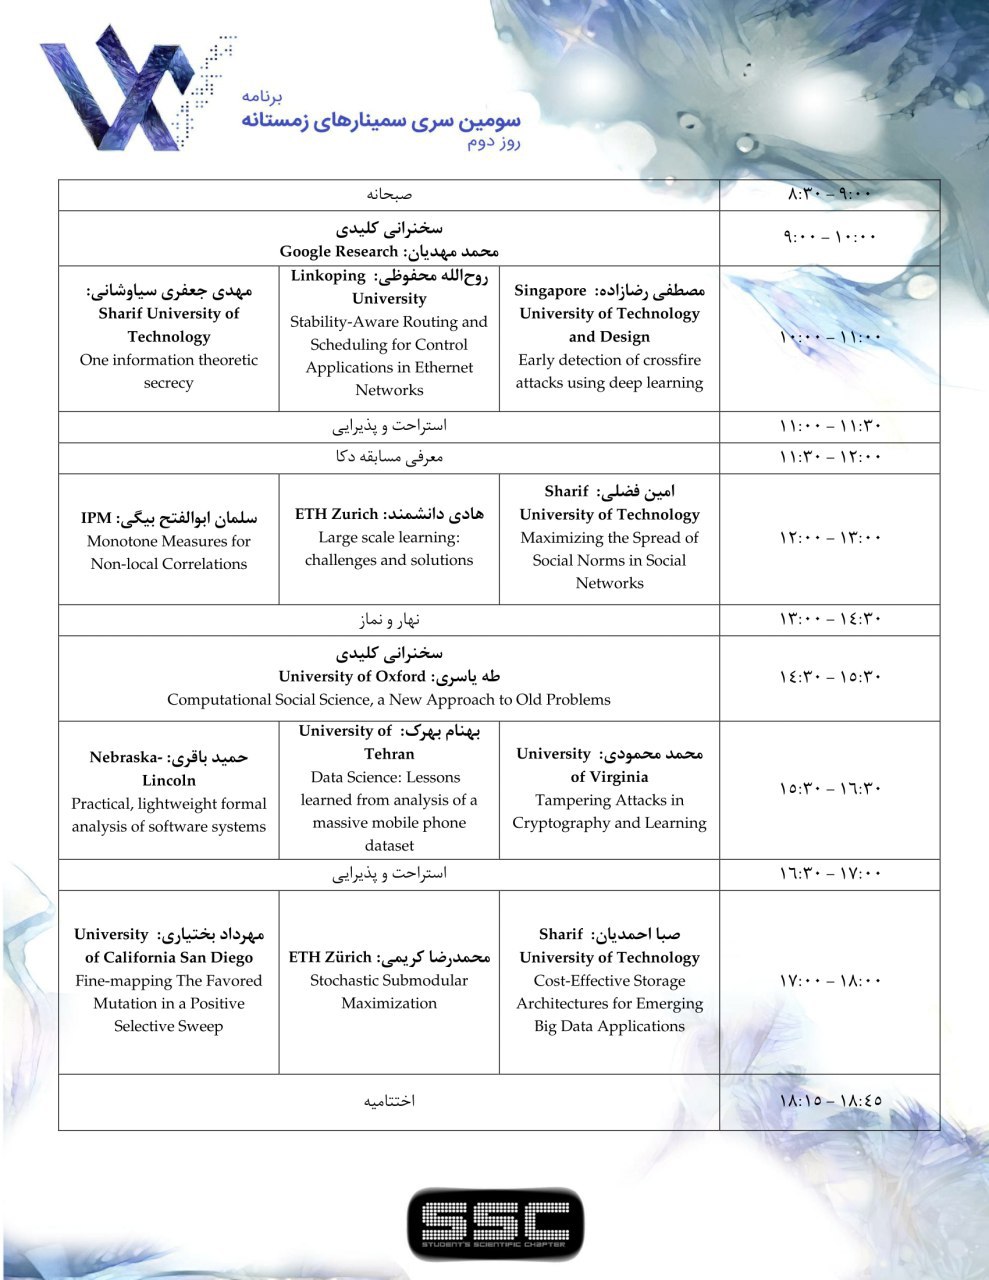 برنامه
سومین سری سمینارهای زمستانه
روز دوم
۸:۳۰ – ۹:۰۰
صبحانه
۹:۰۰ – ۱۰:۰۰
سخنرانی کلیدی
محمد مهدیان: Google Research
۱۰:۰۰ – ۱۱:۰۰
مصطفی رضازاده: Singapore
University of Technology
and Design
Early detection of crossfire
attacks using deep learning
روح‌الله محفوظی: Linkoping
University
Stability-Aware Routing and
Scheduling for Control
Applications in Ethernet
Networks
مهدی جعفری سیاوشانی:
Sharif University of
Technology
One information theoretic
secrecy
۱۱:۰۰ – ۱۱:۳۰
استراحت و پذیرایی
۱۱:۳۰ – ۱۲:۰۰
معرفی مسابقه دکا
۱۲:۰۰ – ۱۳:۰۰
امین فضلی: Sharif
University of Technology
Maximizing the Spread of
Social Norms in Social
Networks
هادی دانشمند: ETH Zurich
Large scale learning:
challenges and solutions
سلمان ابوالفتح بیگی: IPM
Monotone Measures for
Non-local Correlations
۱۳:۰۰ – ۱٤:۳۰
نهار و نماز
۱٤:۳۰ – ۱٥:۳۰
سخنرانی کلیدی
طه یاسری: University of Oxford
Computational Social Science, a New Approach to Old Problems
۱٥:۳۰ – ۱٦:۳۰
محمد محمودی: University
of Virginia
Tampering Attacks in
Cryptography and Learning
بهنام بهرک: University of
Tehran
Data Science: Lessons
learned from analysis of a
massive mobile phone
dataset
حمید باقری: Nebraska-
Lincoln
Practical, lightweight formal
analysis of software systems
۱٦:۳۰ – ۱۷:۰۰
استراحت و پذیرایی
۱۷:۰۰ – ۱۸:۰۰
صبا احمدیان: Sharif
University of Technology
Cost-Effective Storage
Architectures for Emerging
Big Data Applications
محمدرضا کریمی: ETH Zürich
Stochastic Submodular
Maximization
مهرداد بختیاری: University
of California San Diego
Fine-mapping The Favored
Mutation in a Positive
Selective Sweep
۱۸:۱٥ – ۱۸:٤٥
اختتامیه
SSC
STUDENT'S SCIENTIFIC CHAPTER